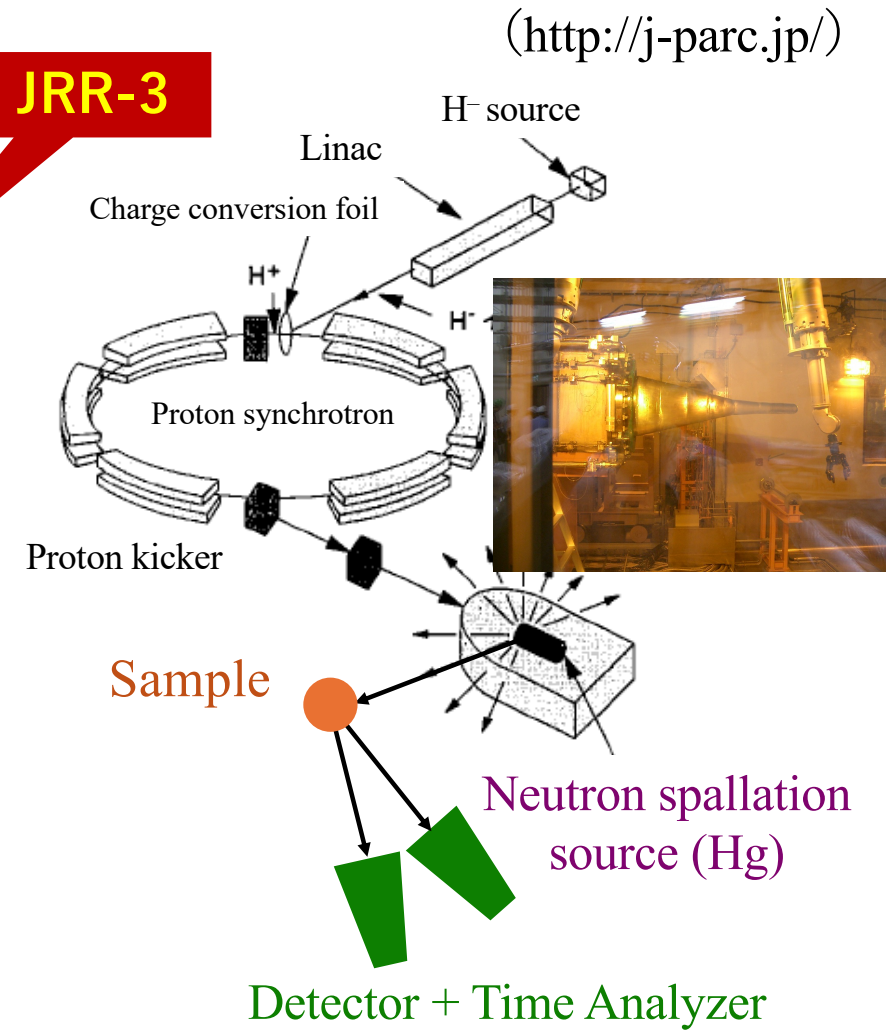 （http://j-parc.jp/）
JRR-3
H– source
Linac
Charge conversion foil
H+
H-
Proton synchrotron
Proton kicker
Sample
Neutron spallation
source (Hg)
Detector + Time Analyzer